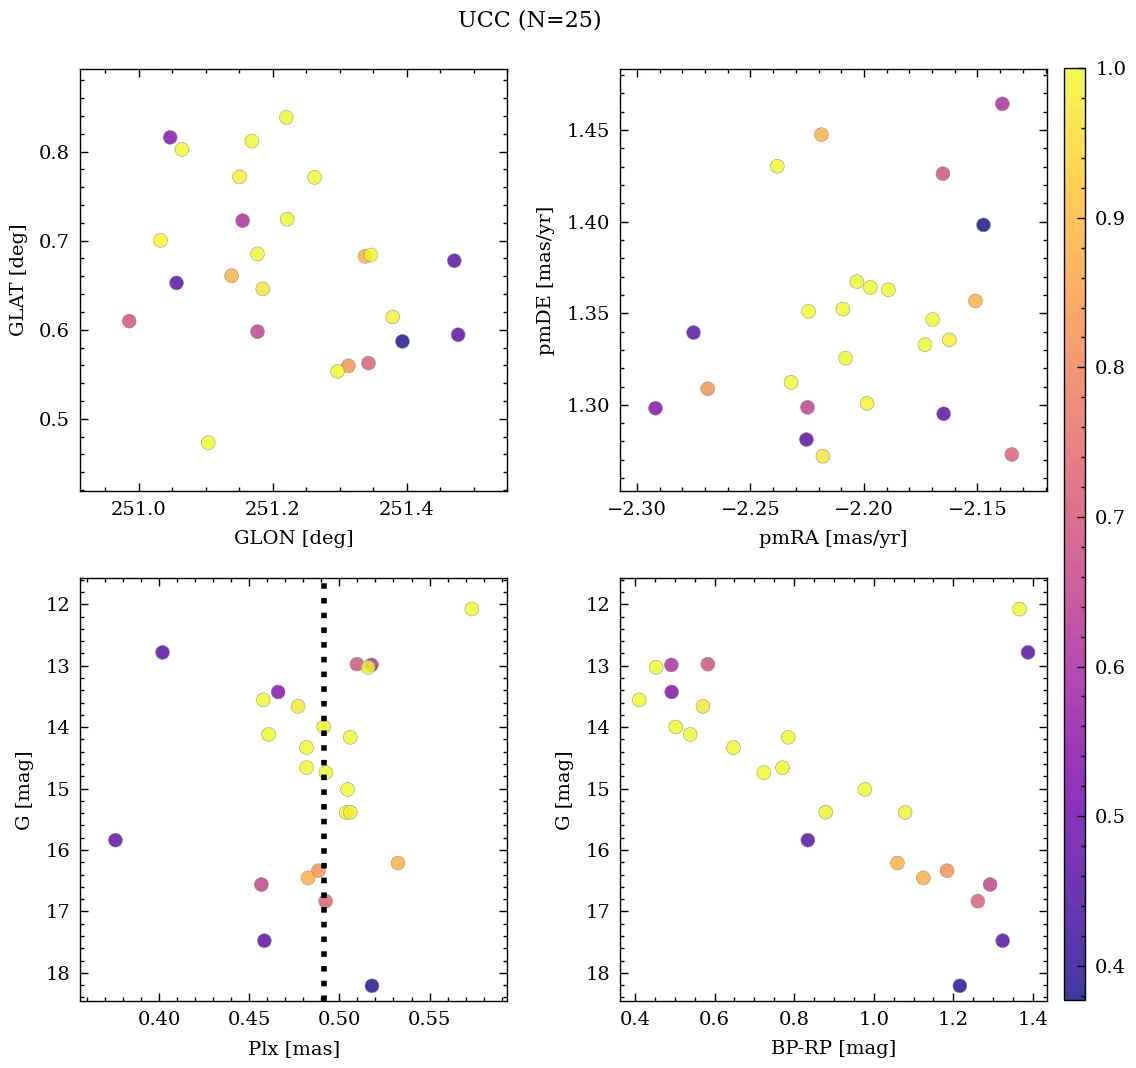 UCC (N=25)
0.8
0.7
0.6
0.5
GLAT [deg]
251.0 251.2 251.4
GLON [deg]
1.45
1.40
1.35
1.30
pmDE [mas/yr]
−2.30 −2.25 −2.20 −2.15
pmRA [mas/yr]
12
13
14
15
16
17
18
G [mag]
0.40 0.45 0.50 0.55
Plx [mas]
12
13
14
15
16
17
18
G [mag]
0.4 0.6 0.8 1.0 1.2 1.4
BP-RP [mag]
1.0
0.9
0.8
0.7
0.6
0.5
0.4